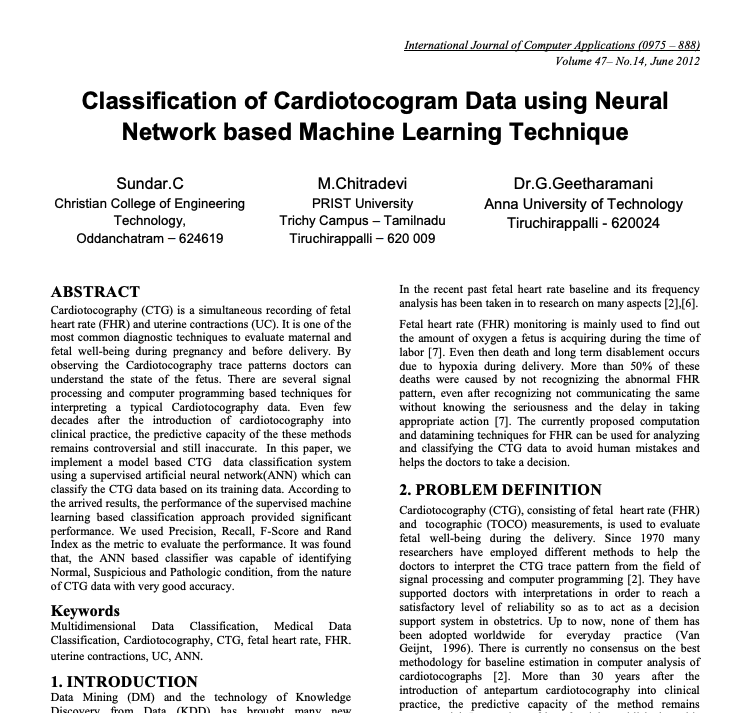 International Journal of Computer Applications (0975 – 888)
Volume 47– No.14, June 2012
Classification of Cardiotocogram Data using Neural
Network based Machine Learning Technique
Sundar.C
Christian College of Engineering
Technology,
Oddanchatram – 624619
M.Chitradevi
PRIST University
Trichy Campus – Tamilnadu
Tiruchirappalli – 620 009
Dr.G.Geetharamani
Anna University of Technology
Tiruchirappalli - 620024
ABSTRACT
Cardiotocography (CTG) is a simultaneous recording of fetal
heart rate (FHR) and uterine contractions (UC). It is one of the
most common diagnostic techniques to evaluate maternal and
fetal well-being during pregnancy and before delivery. By
observing the Cardiotocography trace patterns doctors can
understand the state of the fetus. There are several signal
processing and computer programming based techniques for
interpreting a typical Cardiotocography data. Even few
decades after the introduction of cardiotocography into
clinical practice, the predictive capacity of the these methods
remains controversial and still inaccurate. In this paper, we
implement a model based CTG data classification system
using a supervised artificial neural network(ANN) which can
classify the CTG data based on its training data. According to
the arrived results, the performance of the supervised machine
learning based classification approach provided significant
performance. We used Precision, Recall, F-Score and Rand
Index as the metric to evaluate the performance. It was found
that, the ANN based classifier was capable of identifying
Normal, Suspicious and Pathologic condition, from the nature
of CTG data with very good accuracy.
Keywords
Multidimensional Data Classification, Medical Data
Classification, Cardiotocography, CTG, fetal heart rate, FHR.
uterine contractions, UC, ANN.
1. INTRODUCTION
Data Mining (DM) and the technology of Knowledge
Discovery from Data (KDD) has brought many new
In the recent past fetal heart rate baseline and its frequency
analysis has been taken in to research on many aspects [2],[6].
Fetal heart rate (FHR) monitoring is mainly used to find out
the amount of oxygen a fetus is acquiring during the time of
labor [7]. Even then death and long term disablement occurs
due to hypoxia during delivery. More than 50% of these
deaths were caused by not recognizing the abnormal FHR
pattern, even after recognizing not communicating the same
without knowing the seriousness and the delay in taking
appropriate action [7]. The currently proposed computation
and datamining techniques for FHR can be used for analyzing
and classifying the CTG data to avoid human mistakes and
helps the doctors to take a decision.
2. PROBLEM DEFINITION
Cardiotocography (CTG), consisting of fetal heart rate (FHR)
and tocographic (TOCO) measurements, is used to evaluate
fetal well-being during the delivery. Since 1970 many
researchers have employed different methods to help the
doctors to interpret the CTG trace pattern from the field of
signal processing and computer programming [2]. They have
supported doctors with interpretations in order to reach a
satisfactory level of reliability so as to act as a decision
support system in obstetrics. Up to now, none of them has
been adopted worldwide for everyday practice (Van
Geijnt, 1996). There is currently no consensus on the best
methodology for baseline estimation in computer analysis of
cardiotocographs [2]. More than 30 years after the
introduction of antepartum cardiotocography into clinical
practice, the predictive capacity of the method remains